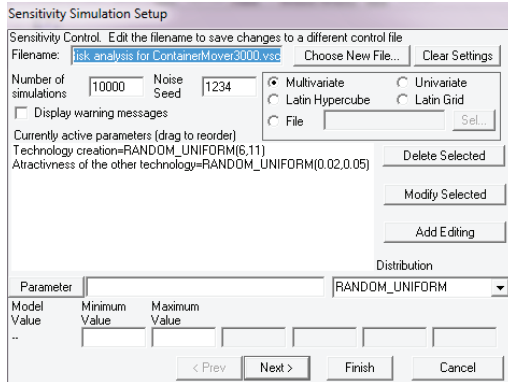 Sensitivity Simulation Setup
Sensitivity Control. Edit the filename to save changes to a different control file
Filename: isk analysis for ContainerMover3000.vsc Choose New File... Clear Settings
Number of simulations 10000 Noise Seed 1234
Multivariate Univariate
Latin Hypercube Latin Grid
File Sel...
Display warning messages
Currently active parameters (drag to reorder)
Technology creation=RANDOM_UNIFORM(6,11)
Atractivness of the other technology=RANDOM_UNIFORM(0.02,0.05)
Delete Selected
Modify Selected
Add Editing
Distribution
Parameter RANDOM_UNIFORM
Model Value Minimum Value Maximum Value
--
< Prev Next > Finish Cancel